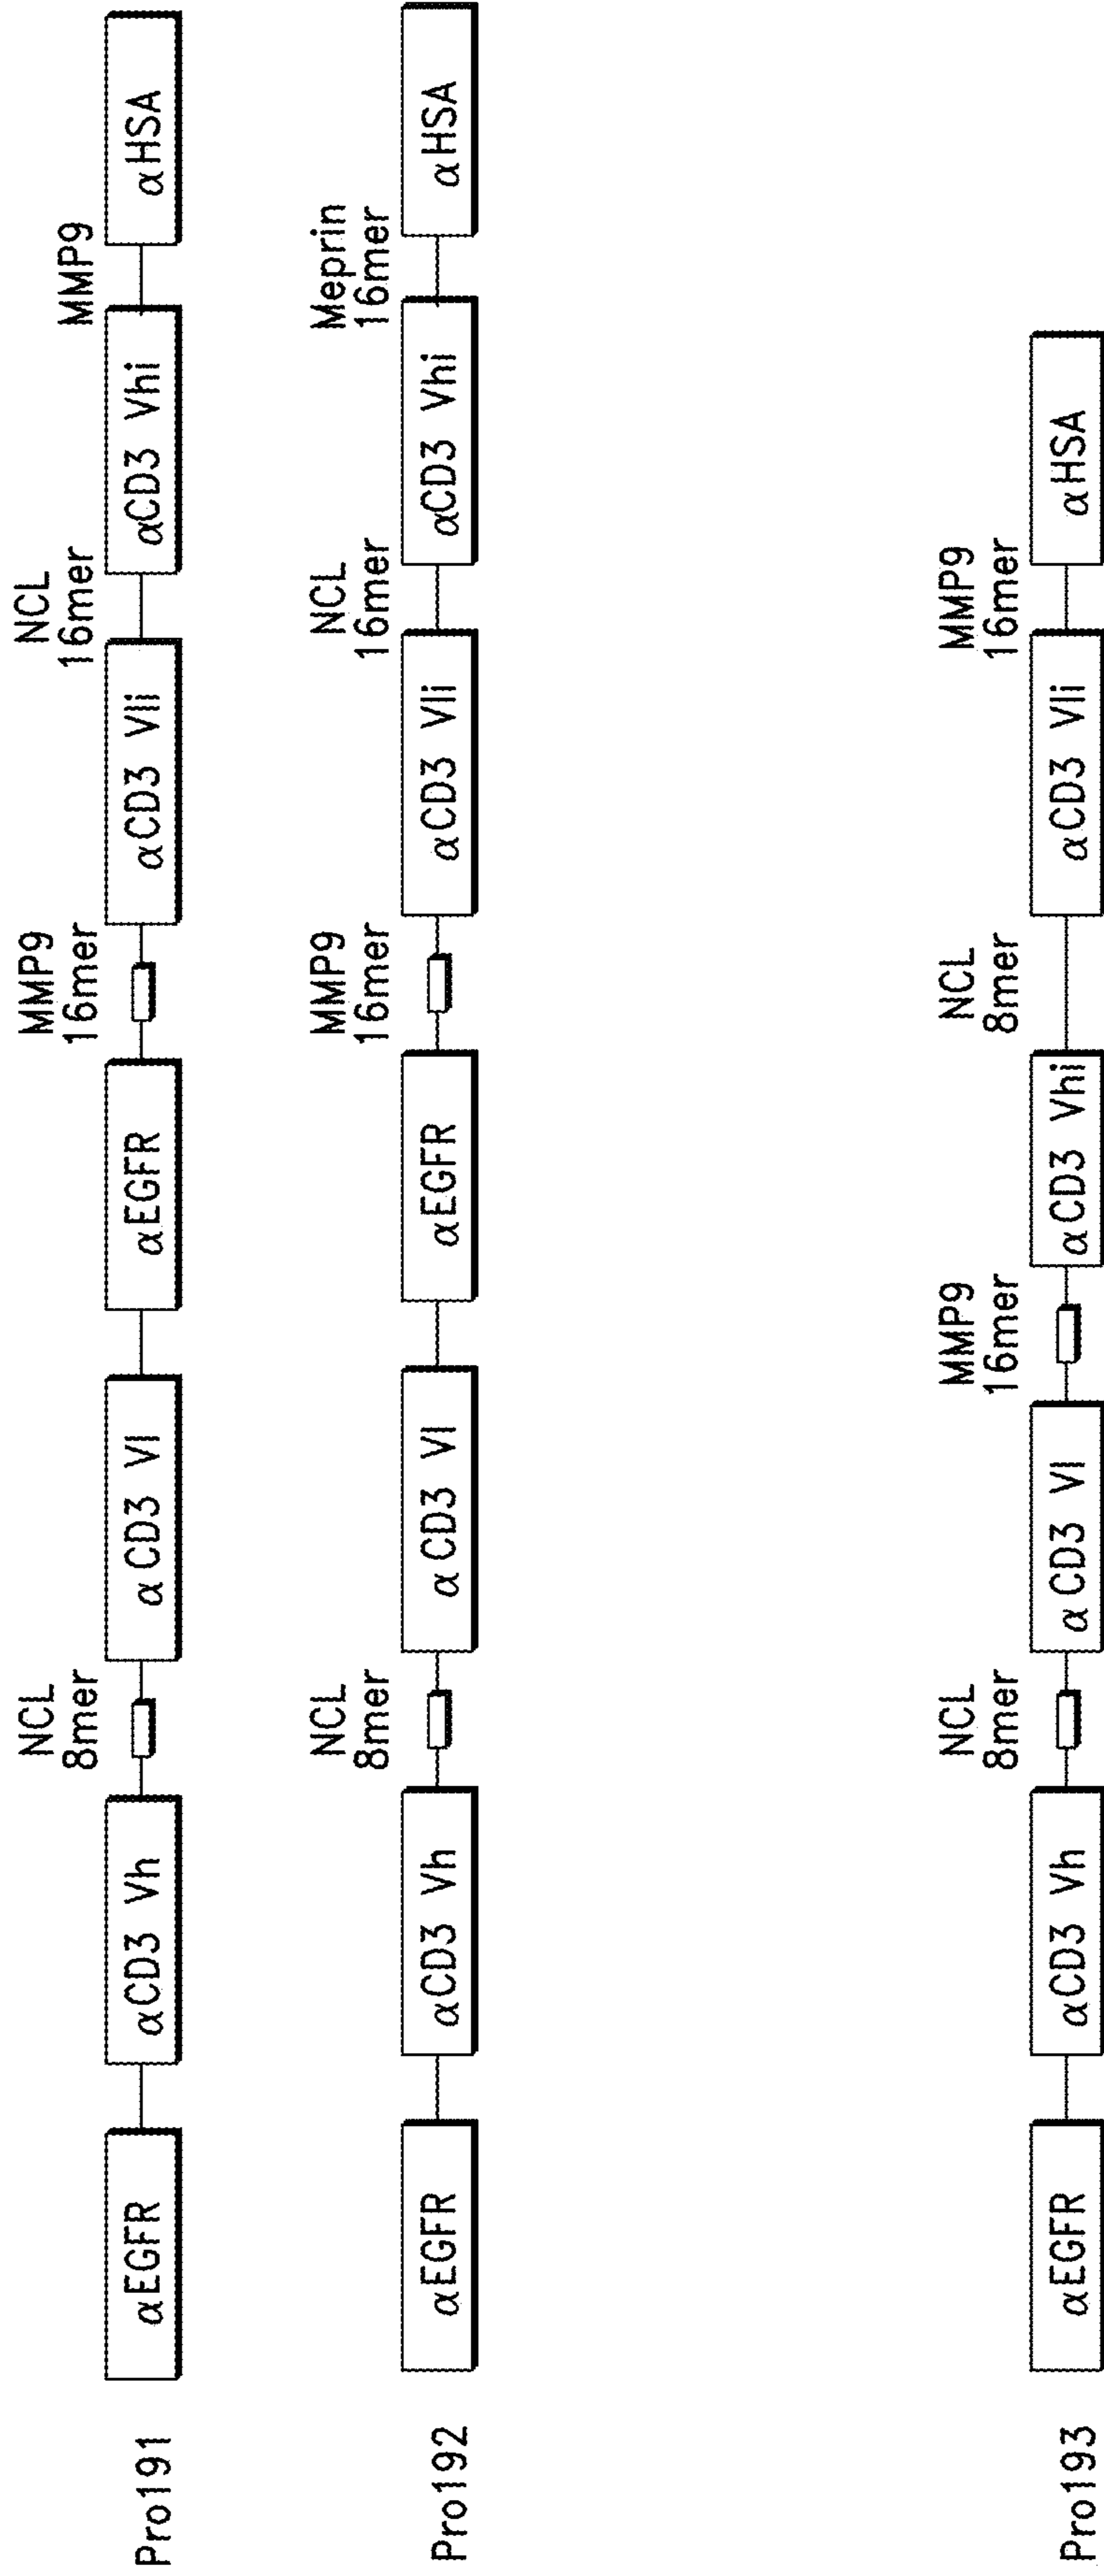 NCL MMP9 NCL MMP9
8mer 16mer 16mer
Pro191 αEGFR αCD3 Vh αCD3 Vl αEGFR αCD3 Vli αCD3 Vhi αHSA
NCL MMP9 NCL Meprin
8mer 16mer 16mer 16mer
Pro192 αEGFR αCD3 Vh αCD3 Vl αEGFR αCD3 Vli αCD3 Vhi αHSA
NCL MMP9 NCL MMP9
8mer 16mer 8mer 16mer
Pro193 αEGFR αCD3 Vh αCD3 Vl αCD3 Vhi αCD3 Vli αHSA